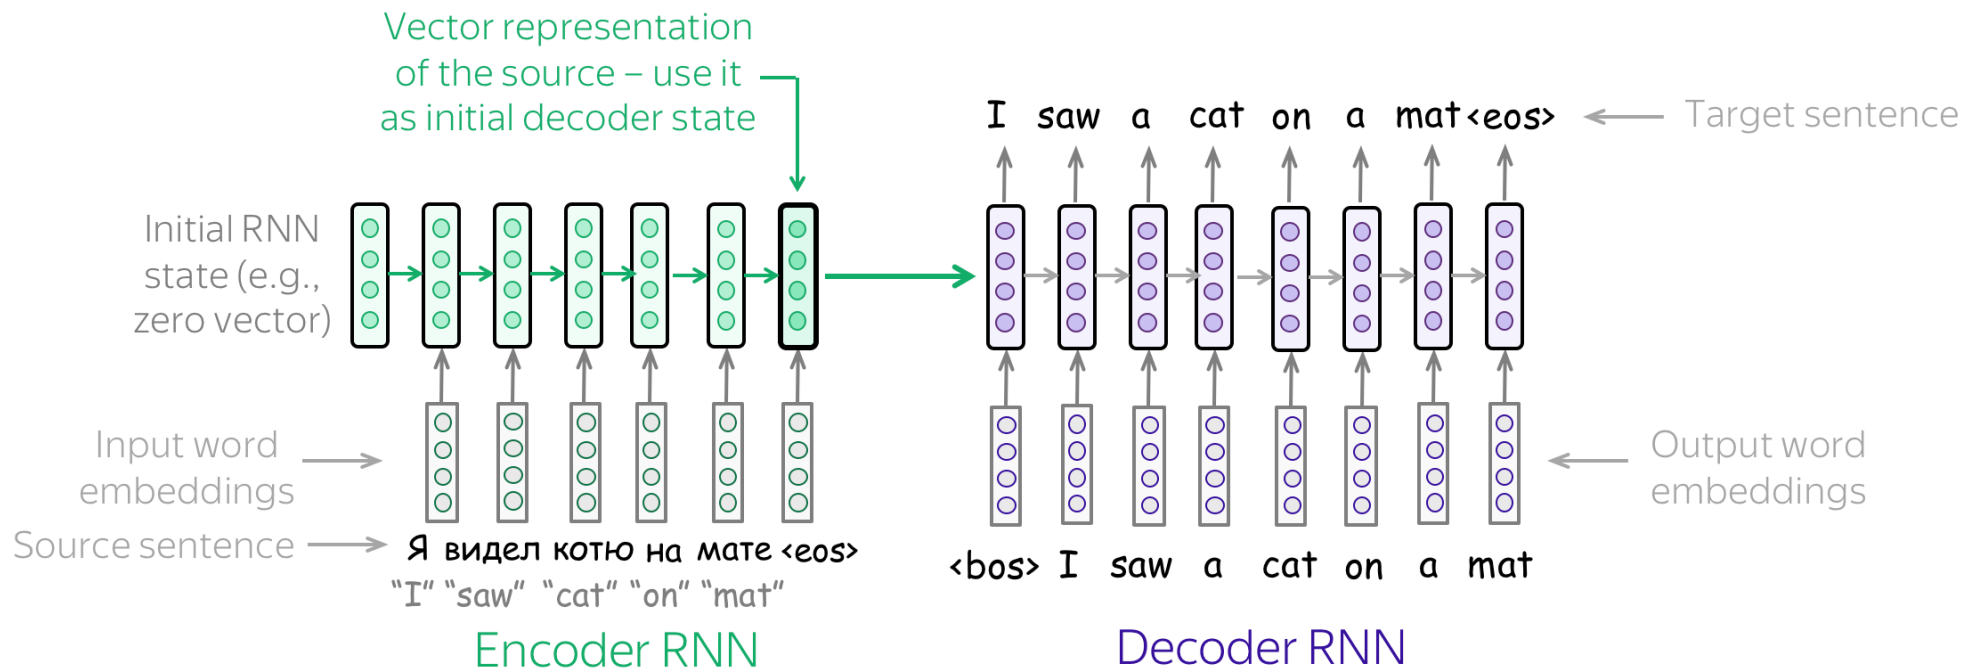 Vector representation
of the source – use it
as initial decoder state
I saw a cat on a mat <eos>
Target sentence
Initial RNN
state (e.g.,
zero vector)
Input word
embeddings
Output word
embeddings
Source sentence
Я видел котю на мате <eos>
"I" "saw" "cat" "on" "mat"
<bos> I saw a cat on a mat
Encoder RNN
Decoder RNN